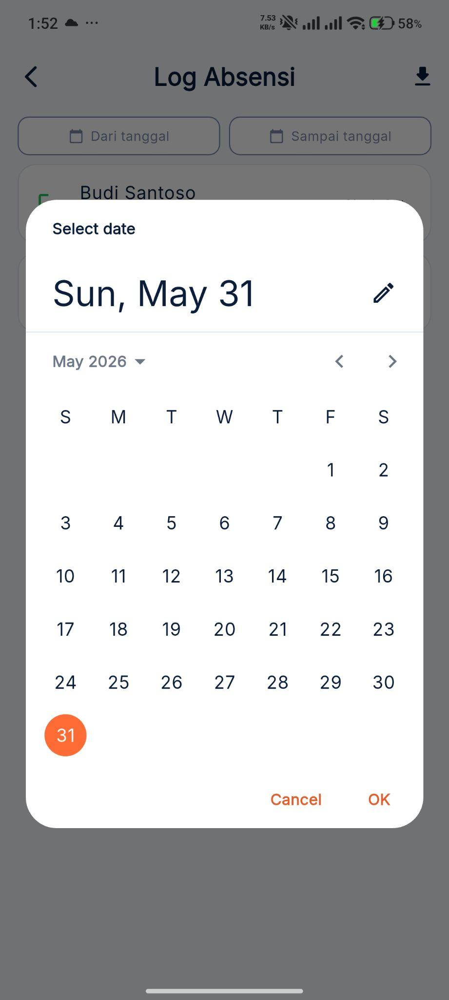 1:52 ... 7.53 KB/s 58%
Log Absensi
Dari tanggal Sampai tanggal
Budi Santoso
Select date
Sun, May 31
May 2026
S M T W T F S
1 2
3 4 5 6 7 8 9
10 11 12 13 14 15 16
17 18 19 20 21 22 23
24 25 26 27 28 29 30
31
Cancel OK